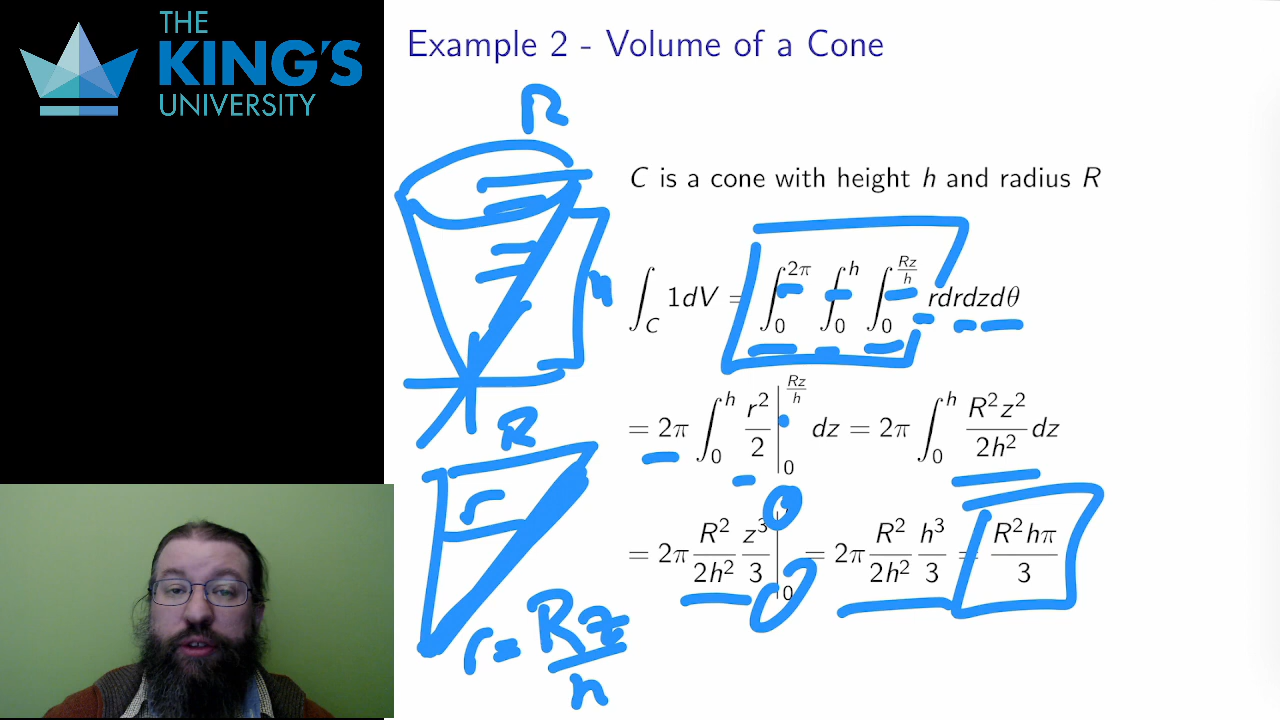 THE
KING'S
UNIVERSITY
Example 2 - Volume of a Cone
R
C is a cone with height h and radius R
h
∫_C 1dV = ∫_0^{2π} ∫_0^h ∫_0^{Rz/h} rdrdzdθ
= 2π ∫_0^h r²/2 |_0^{Rz/h} dz = 2π ∫_0^h R²z²/2h² dz
R
r
= 2π R²/2h² z³/3 |_0 = 2π R²/2h² h³/3 = R²hπ/3
r = Rz/h